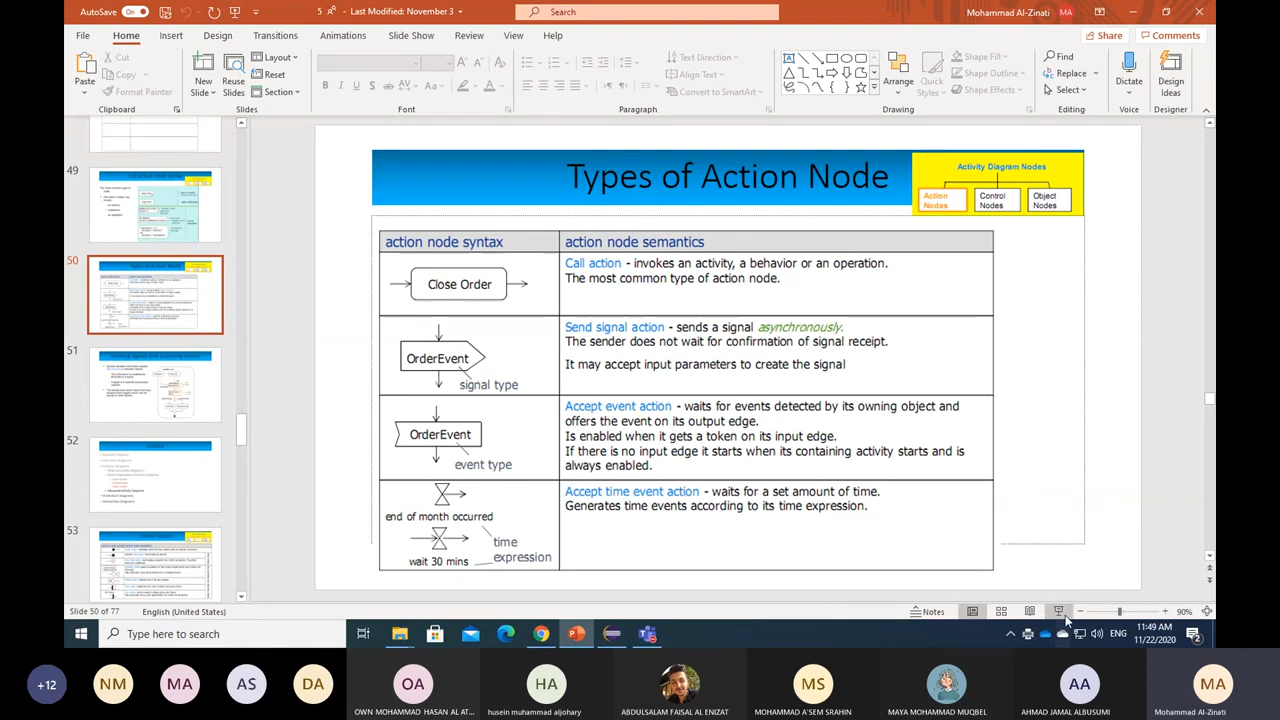 AutoSave On
5 - Last Modified: November 3
Search
Mohammad Al-Zinati MA
File Home Insert Design Transitions Animations Slide Show Review View Help
Share Comments
Paste
Cut
Copy
Format Painter
Clipboard
New Slide
Reuse Slides
Layout
Reset
Section
Slides
Font
Text Direction
Align Text
Convert to SmartArt
Paragraph
Arrange
Quick Styles
Shape Fill
Shape Outline
Shape Effects
Drawing
Find
Replace
Select
Editing
Dictate
Voice
Design Ideas
Designer
49
50
51
52
53
Types of Action Node
Activity Diagram Nodes
Action Nodes
Control Nodes
Object Nodes
action node syntax
action node semantics
Close Order
Call action - invokes an activity, a behavior or an operation.
The most common type of action node.
OrderEvent
signal type
Send signal action - sends a signal asynchronously.
The sender does not wait for confirmation of signal receipt.
It may accept input parameters to create the signal
OrderEvent
event type
Accept event action - waits for events detected by its owning object and
offers the event on its output edge.
Is enabled when it gets a token on its input edge.
If there is no input edge it starts when its containing activity starts and is
always enabled.
end of month occurred
time
expression
ait 30 mins
Accept time event action - waits for a set amount of time.
Generates time events according to its time expression.
Slide 50 of 77 English (United States)
Notes
90%
Type here to search
ENG
11:49 AM
11/22/2020
2
+12
NM
MA
AS
DA
OA
OWN MOHAMMAD HASAN AL AT...
HA
husein muhammad aljohary
ABDULSALAM FAISAL AL ENIZAT
MS
MOHAMMAD A'SEM SRAHIN
MAYA MOHAMMAD MUQBEL
AA
AHMAD JAMAL ALBUSUMI
MA
Mohammad Al-Zinati